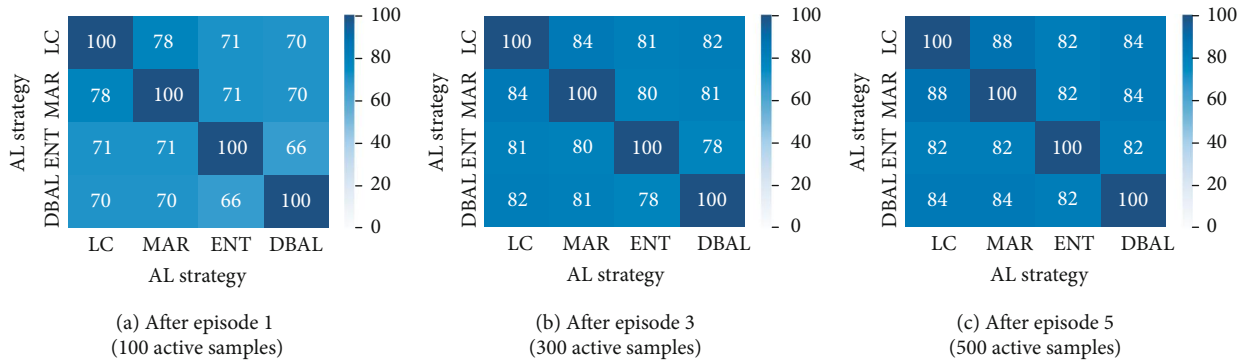 AL strategy
LC
MAR
ENT
DBAL
100 78 71 70
78 100 71 70
71 71 100 66
70 70 66 100
100
80
60
40
20
0
LC MAR ENT DBAL
AL strategy
(a) After episode 1
(100 active samples)
AL strategy
LC
MAR
ENT
DBAL
100 84 81 82
84 100 80 81
81 80 100 78
82 81 78 100
100
80
60
40
20
0
LC MAR ENT DBAL
AL strategy
(b) After episode 3
(300 active samples)
AL strategy
LC
MAR
ENT
DBAL
100 88 82 84
88 100 82 84
82 82 100 82
84 84 82 100
100
80
60
40
20
0
LC MAR ENT DBAL
AL strategy
(c) After episode 5
(500 active samples)